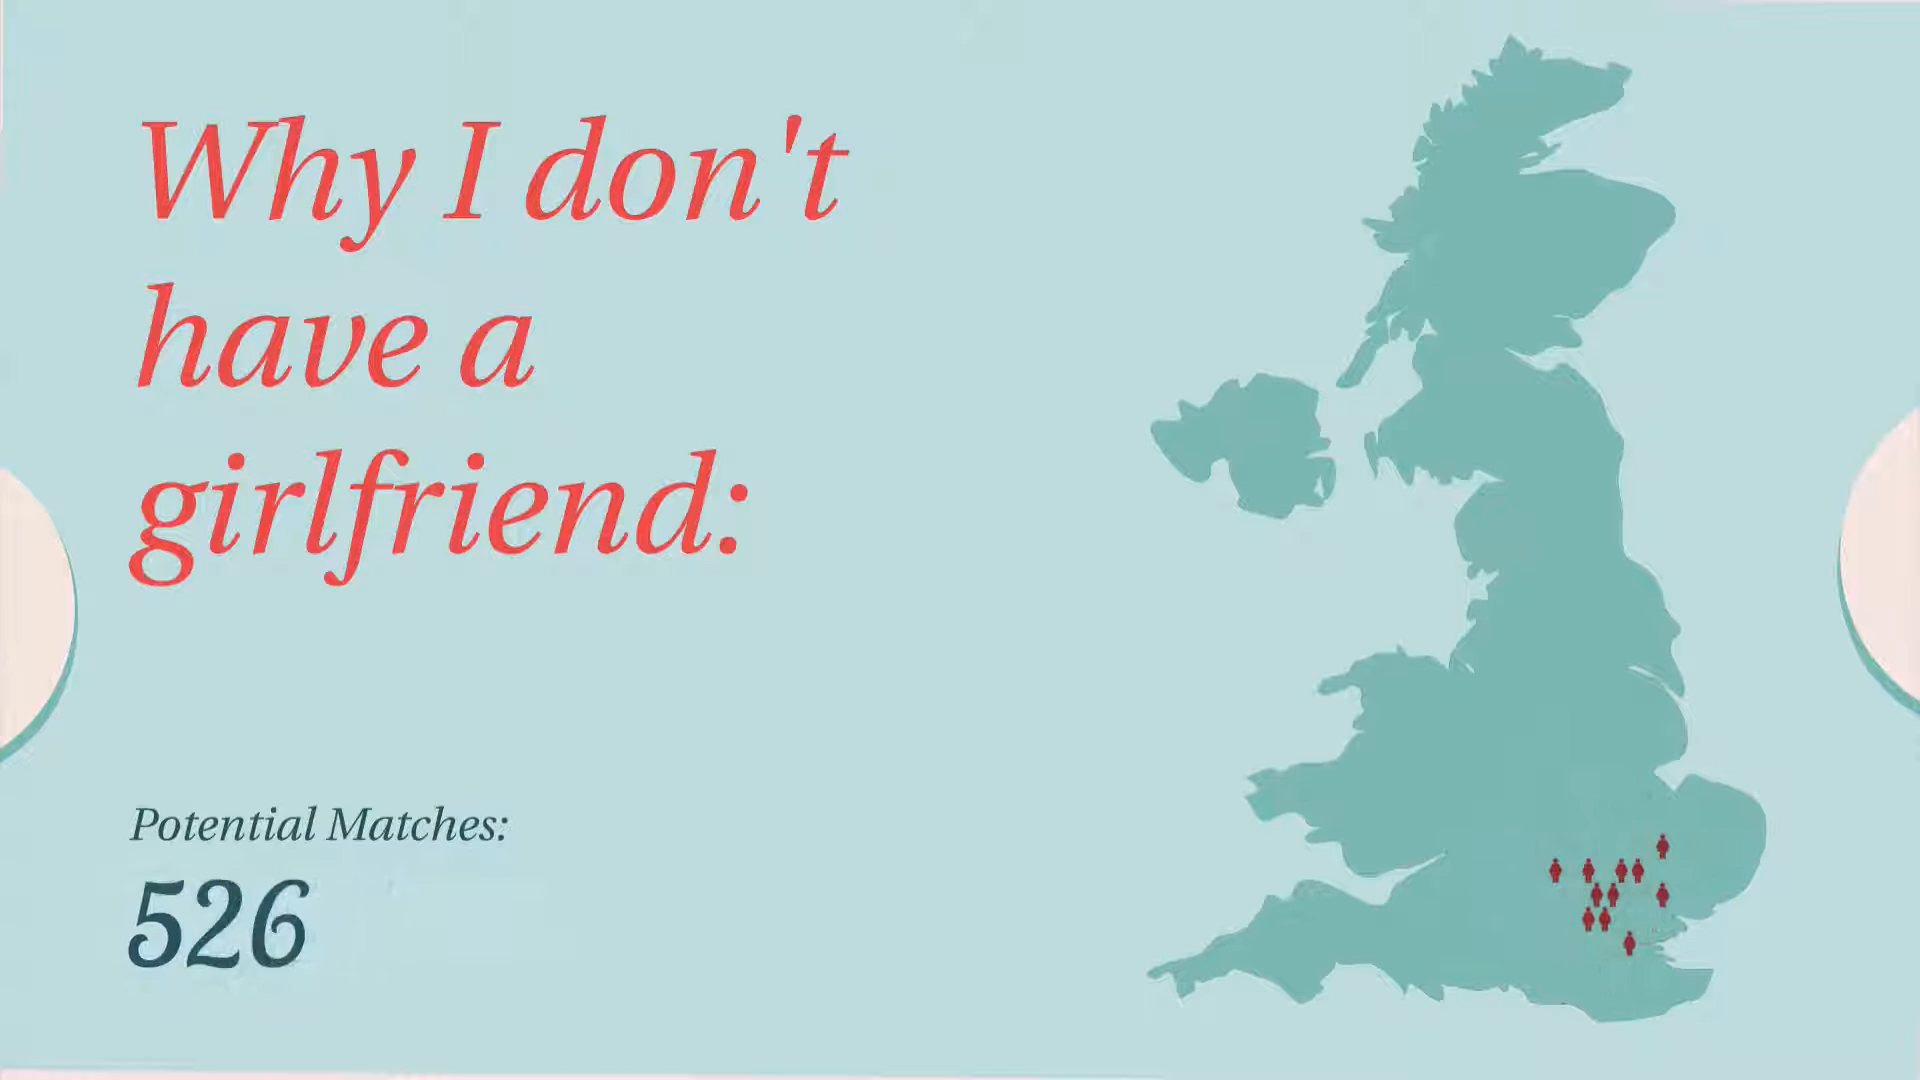 Why I don't
have a
girlfriend:
Potential Matches:
526